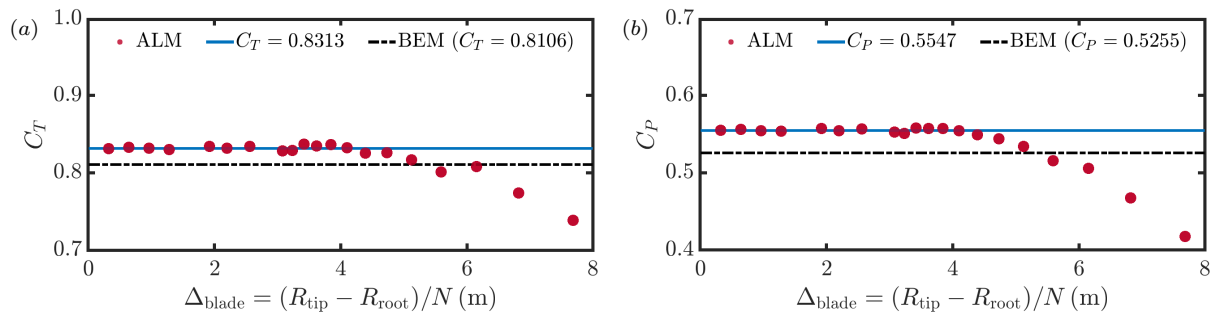 (a)
1.0
0.9
0.8
0.7
C_T
ALM
C_T = 0.8313
BEM (C_T = 0.8106)
0 2 4 6 8
Δ_blade = (R_tip − R_root)/N (m)
(b)
0.7
0.6
0.5
0.4
C_P
ALM
C_P = 0.5547
BEM (C_P = 0.5255)
0 2 4 6 8
Δ_blade = (R_tip − R_root)/N (m)